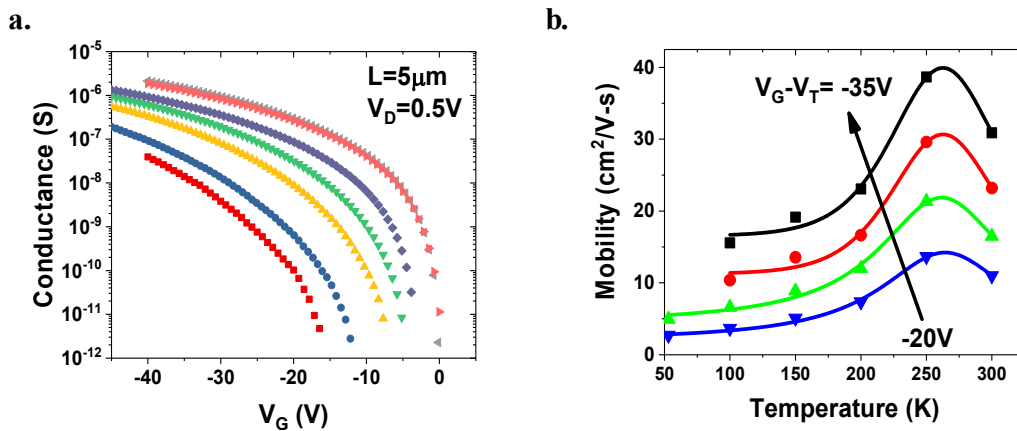 a.
10⁻⁵
10⁻⁶
10⁻⁷
10⁻⁸
10⁻⁹
10⁻¹⁰
10⁻¹¹
10⁻¹²
Conductance (S)
L=5μm
V_D=0.5V
-40 -30 -20 -10 0
V_G (V)
b.
40
30
20
10
0
Mobility (cm²/V-s)
V_G-V_T= -35V
-20V
50 100 150 200 250 300
Temperature (K)